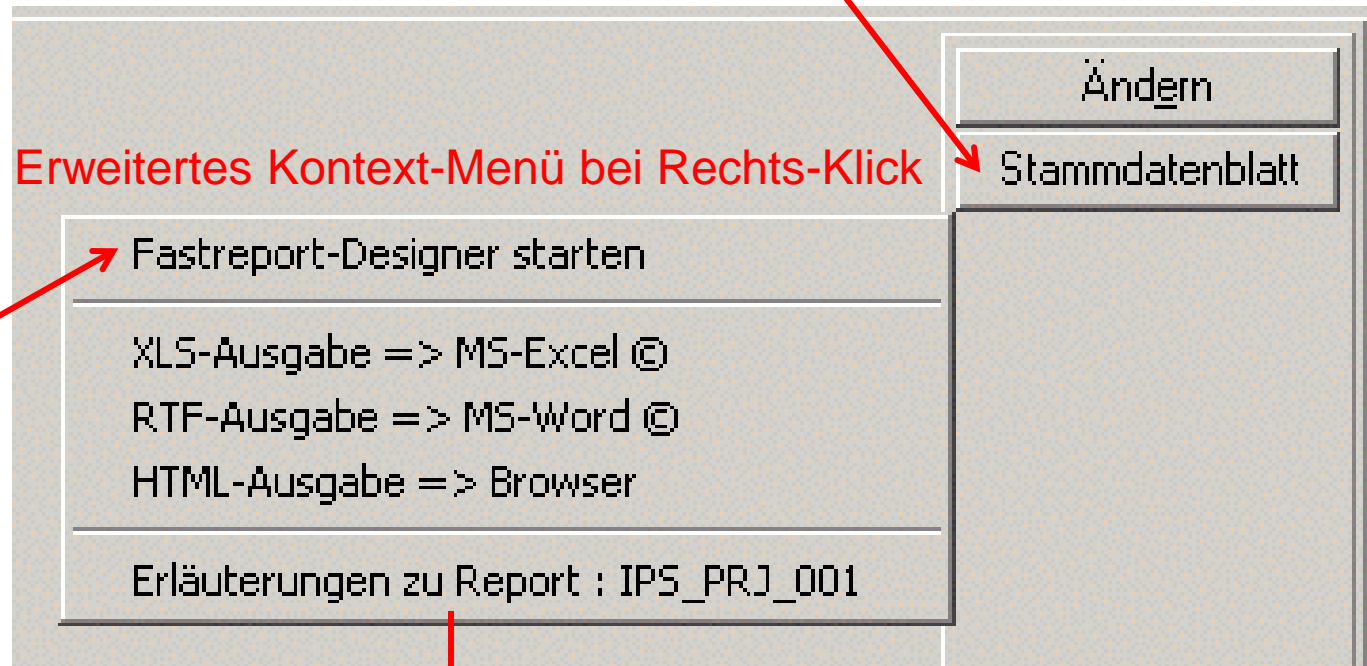 Ändern
Erweitertes Kontext-Menü bei Rechts-Klick
Stammdatenblatt
Fastreport-Designer starten
XLS-Ausgabe => MS-Excel ©
RTF-Ausgabe => MS-Word ©
HTML-Ausgabe => Browser
Erläuterungen zu Report : IPS_PRJ_001